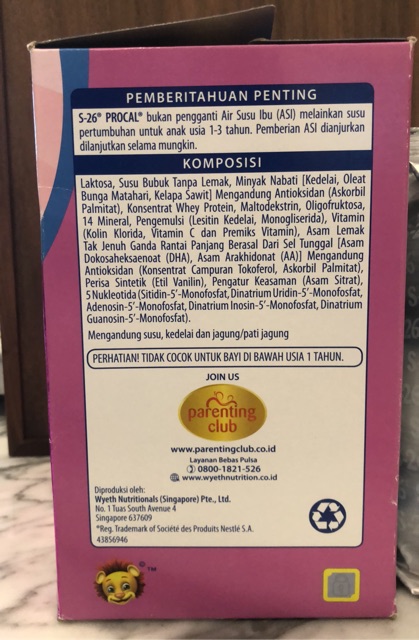 PEMBERITAHUAN PENTING
S-26® PROCAL® bukan pengganti Air Susu Ibu (ASI) melainkan susu
pertumbuhan untuk anak usia 1-3 tahun. Pemberian ASI dianjurkan
dilanjutkan selama mungkin.
KOMPOSISI
Laktosa, Susu Bubuk Tanpa Lemak, Minyak Nabati [Kedelai, Oleat
Bunga Matahari, Kelapa Sawit] Mengandung Antioksidan (Askorbil
Palmitat), Konsentrat Whey Protein, Maltodekstrin, Oligofruktosa,
14 Mineral, Pengemulsi (Lesitin Kedelai, Monogliserida), Vitamin
(Kolin Klorida, Vitamin C dan Premiks Vitamin), Asam Lemak
Tak Jenuh Ganda Rantai Panjang Berasal Dari Sel Tunggal [Asam
Dokosaheksaenoat (DHA), Asam Arakhidonat (AA)] Mengandung
Antioksidan (Konsentrat Campuran Tokoferol, Askorbil Palmitat),
Perisa Sintetik (Etil Vanilin), Pengatur Keasaman (Asam Sitrat),
5 Nukleotida (Sitidin-5'-Monofosfat, Dinatrium Uridin-5'-Monofosfat,
Adenosin-5'-Monofosfat, Dinatrium Inosin-5'-Monofosfat, Dinatrium
Guanosin-5'-Monofosfat).
Mengandung susu, kedelai dan jagung/pati jagung
PERHATIAN! TIDAK COCOK UNTUK BAYI DI BAWAH USIA 1 TAHUN.
JOIN US
parenting
club
www.parentingclub.co.id
Layanan Bebas Pulsa
0800-1821-526
www.wyethnutrition.co.id
Diproduksi oleh:
Wyeth Nutritionals (Singapore) Pte., Ltd.
No. 1 Tuas South Avenue 4
Singapore 637609
*Reg. Trademark of Société des Produits Nestlé S.A.
43856946
™